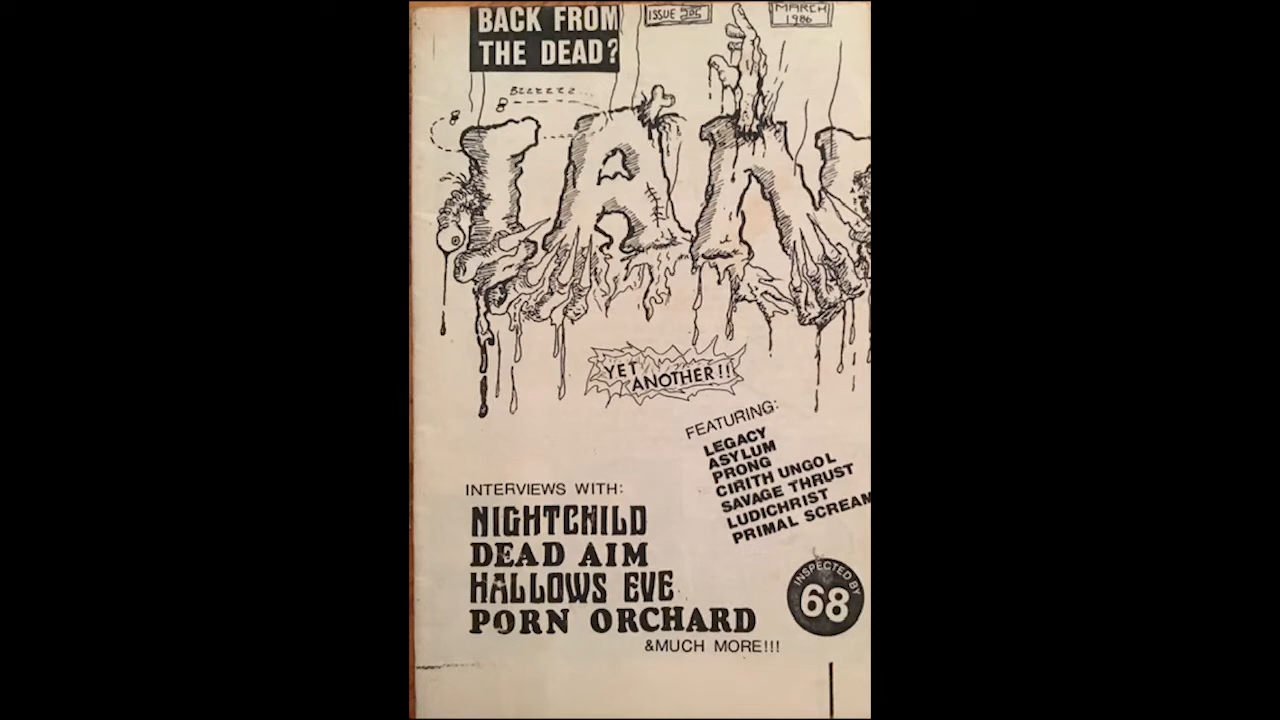 BACK FROM
THE DEAD?
ISSUE
MARCH
1986
BZZZZZZ...
YET
ANOTHER!!
FEATURING:
LEGACY
ASYLUM
PRONG
CIRITH UNGOL
SAVAGE THRUST
LUDICHRIST
PRIMAL SCREAM
INTERVIEWS WITH:
NIGHTCHILD
DEAD AIM
HALLOWS EVE
PORN ORCHARD
&MUCH MORE!!!
INSPECTED BY
68